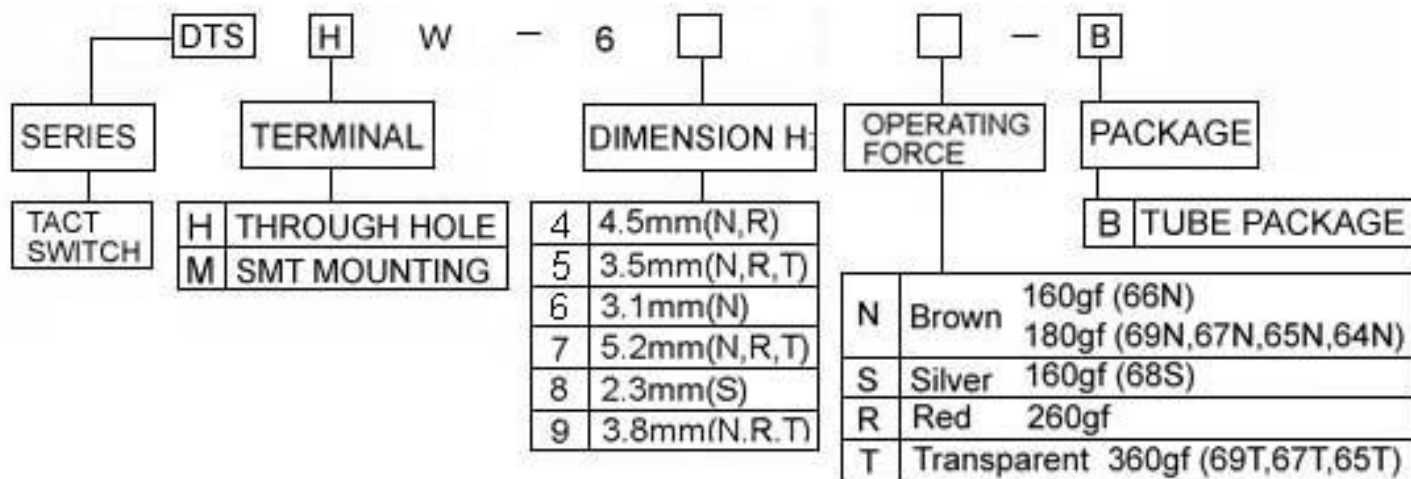 DTS H W - 6 - B
SERIES TERMINAL DIMENSION H: OPERATING FORCE PACKAGE
TACT SWITCH
H THROUGH HOLE
M SMT MOUNTING
4 4.5mm(N,R)
5 3.5mm(N,R,T)
6 3.1mm(N)
7 5.2mm(N,R,T)
8 2.3mm(S)
9 3.8mm(N,R,T)
B TUBE PACKAGE
N Brown 160gf (66N)
180gf (69N,67N,65N,64N)
S Silver 160gf (68S)
R Red 260gf
T Transparent 360gf (69T,67T,65T)